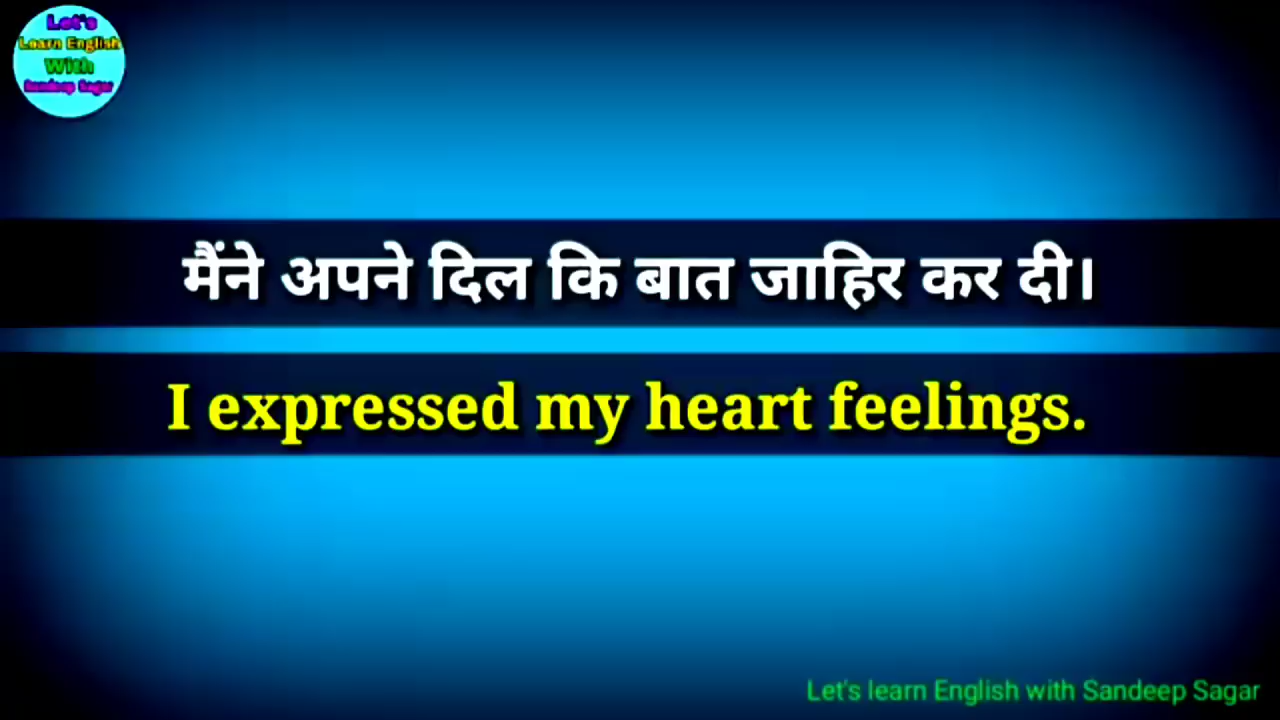 Let's
Learn English
With
Sandeep Sagar
मैंने अपने दिल कि बात जाहिर कर दी।
I expressed my heart feelings.
Let's learn English with Sandeep Sagar